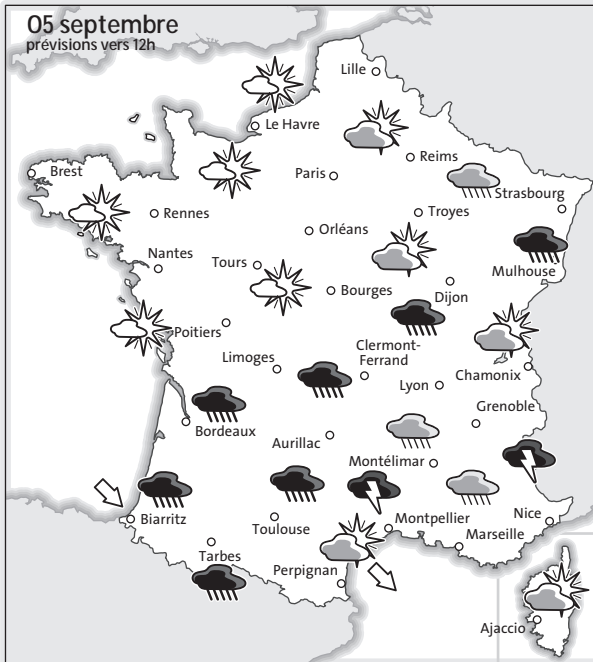 05 septembre
prévisions vers 12h
Lille
Le Havre
Reims
Paris
Brest
Strasbourg
Rennes
Troyes
Orléans
Nantes
Tours
Mulhouse
Bourges
Dijon
Poitiers
Clermont-
Ferrand
Limoges
Chamonix
Lyon
Grenoble
Bordeaux
Aurillac
Montélimar
Biarritz
Toulouse
Montpellier
Nice
Marseille
Tarbes
Perpignan
Ajaccio